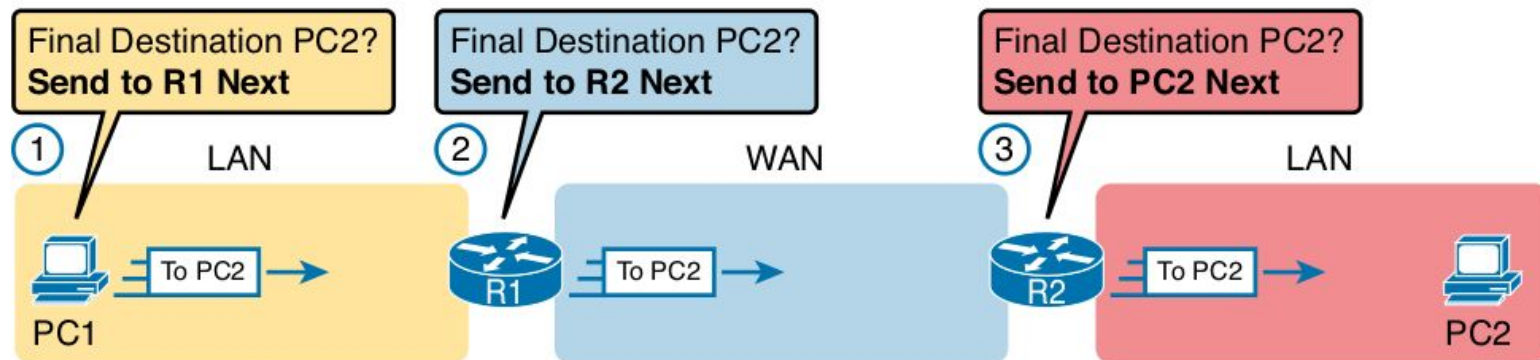 Final Destination PC2?
Send to R1 Next
Final Destination PC2?
Send to R2 Next
Final Destination PC2?
Send to PC2 Next
1
LAN
2
WAN
3
LAN
To PC2
R1
To PC2
R2
To PC2
PC1
PC2